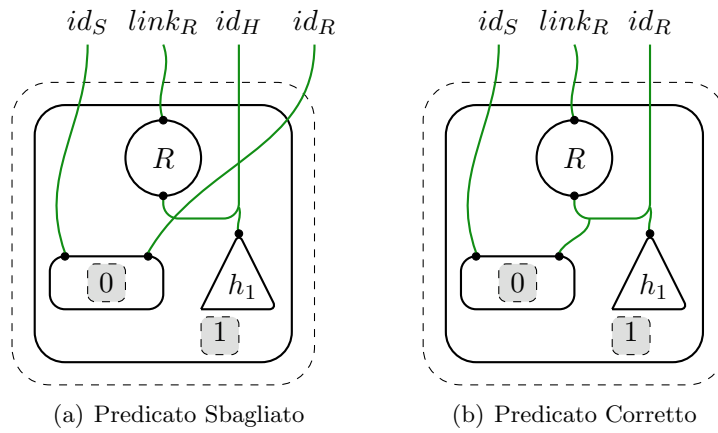 id_S link_R id_H id_R id_S link_R id_R
R R
0 h_1 0 h_1
1 1
(a) Predicato Sbagliato (b) Predicato Corretto